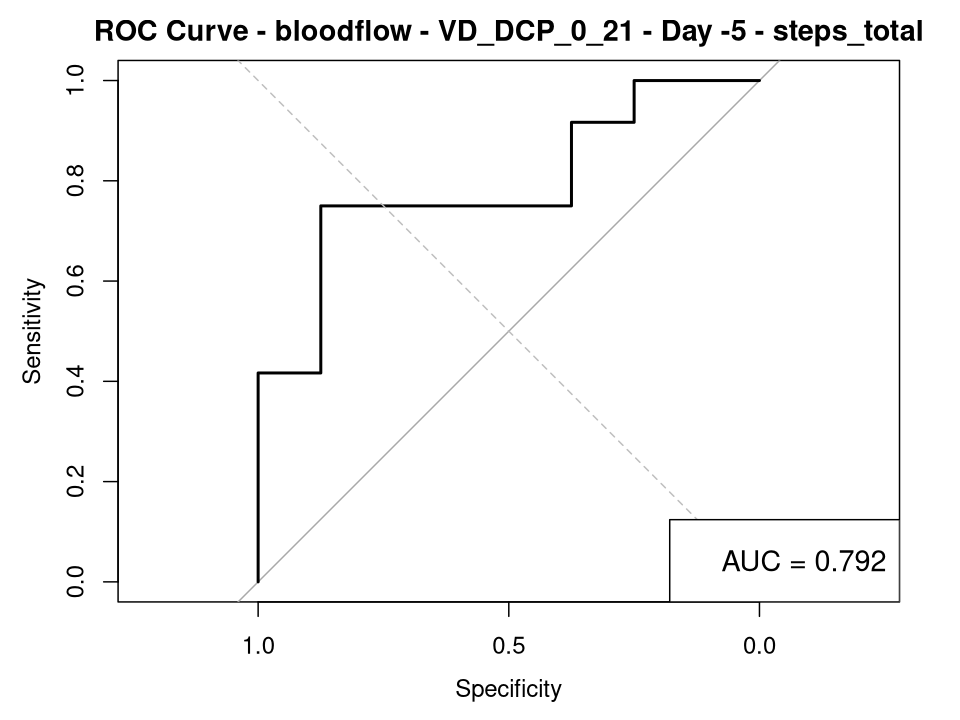 ROC Curve - bloodflow - VD_DCP_0_21 - Day -5 - steps_total
Sensitivity
1.0
0.8
0.6
0.4
0.2
0.0
AUC = 0.792
1.0 0.5 0.0
Specificity